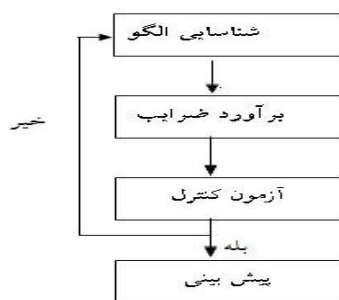 شناسایی الگو
برآورد ضرایب
خیر
آزمون کنترل
بله
پیش بینی